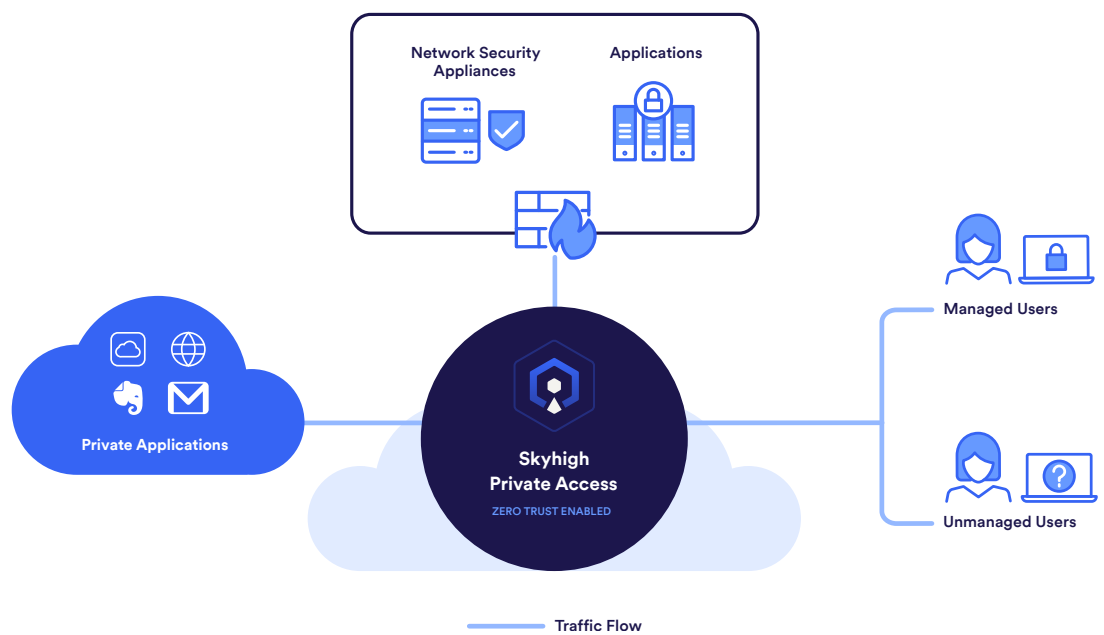 Network Security
Appliances
Applications
Managed Users
Private Applications
Skyhigh
Private Access
ZERO TRUST ENABLED
Unmanaged Users
Traffic Flow